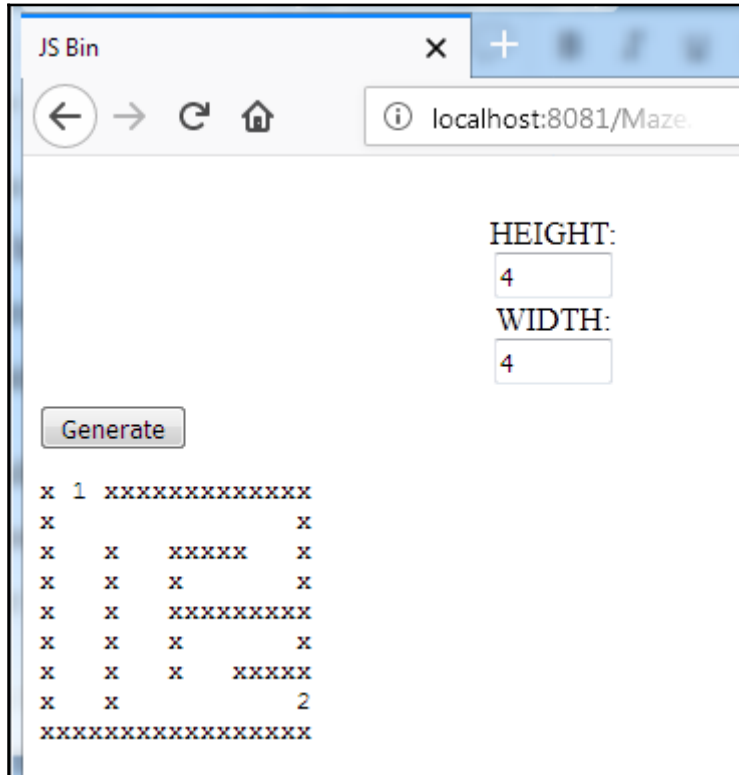 JS Bin
localhost:8081/Maze.
HEIGHT:
4
WIDTH:
4
Generate
x 1 xxxxxxxxxxxxx
x               x
x   x   xxxxx   x
x   x   x       x
x   x   xxxxxxxxx
x   x   x       x
x   x   x   xxxxx
x   x           2
xxxxxxxxxxxxxxxxx